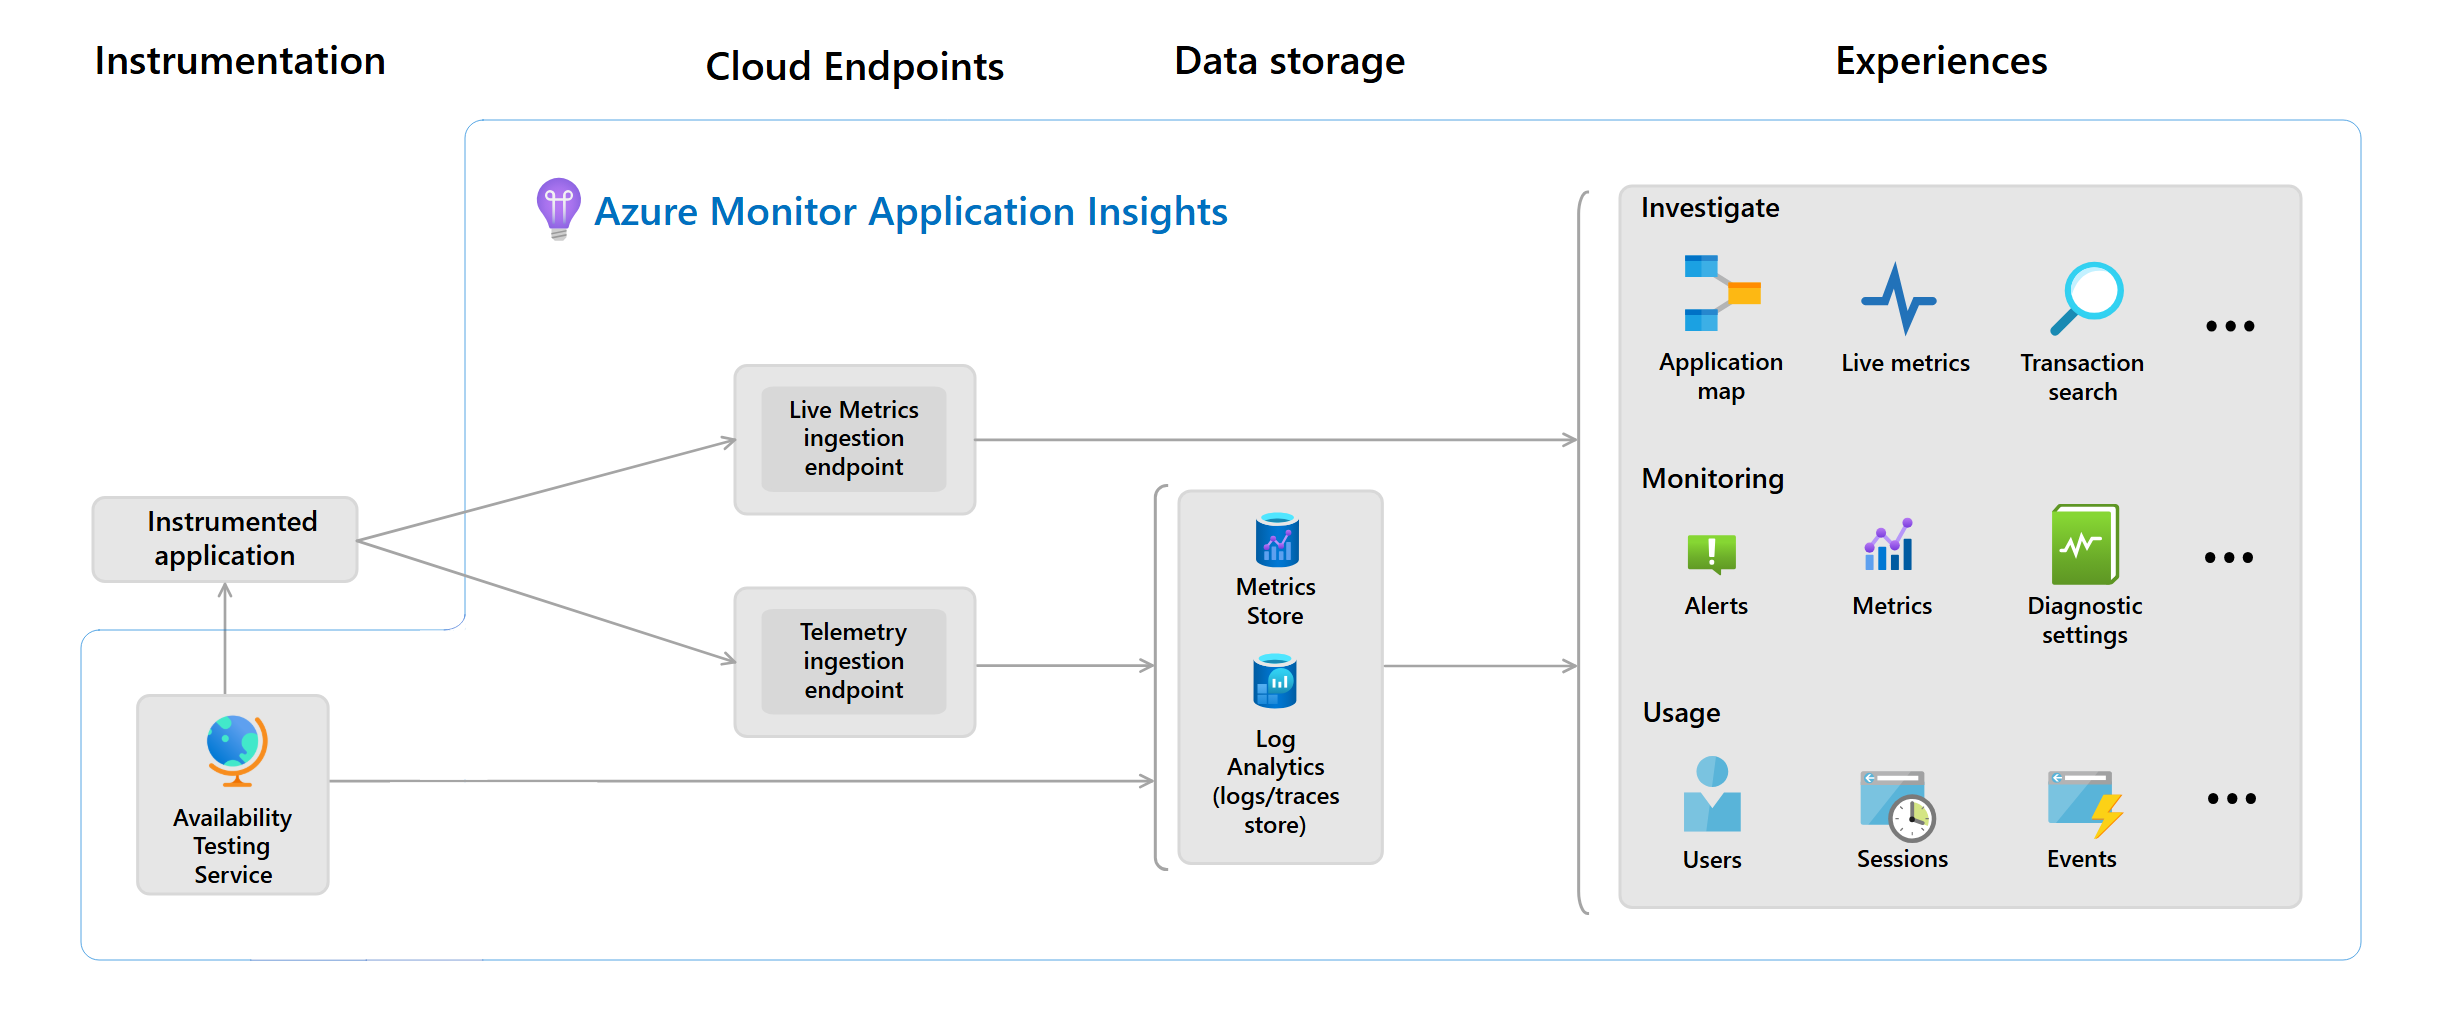 Instrumentation
Cloud Endpoints
Data storage
Experiences
Azure Monitor Application Insights
Instrumented
application
Availability
Testing
Service
Live Metrics
ingestion
endpoint
Telemetry
ingestion
endpoint
Metrics
Store
Log
Analytics
(logs/traces
store)
Investigate
Application
map
Live metrics
Transaction
search
...
Monitoring
Alerts
Metrics
Diagnostic
settings
...
Usage
Users
Sessions
Events
...